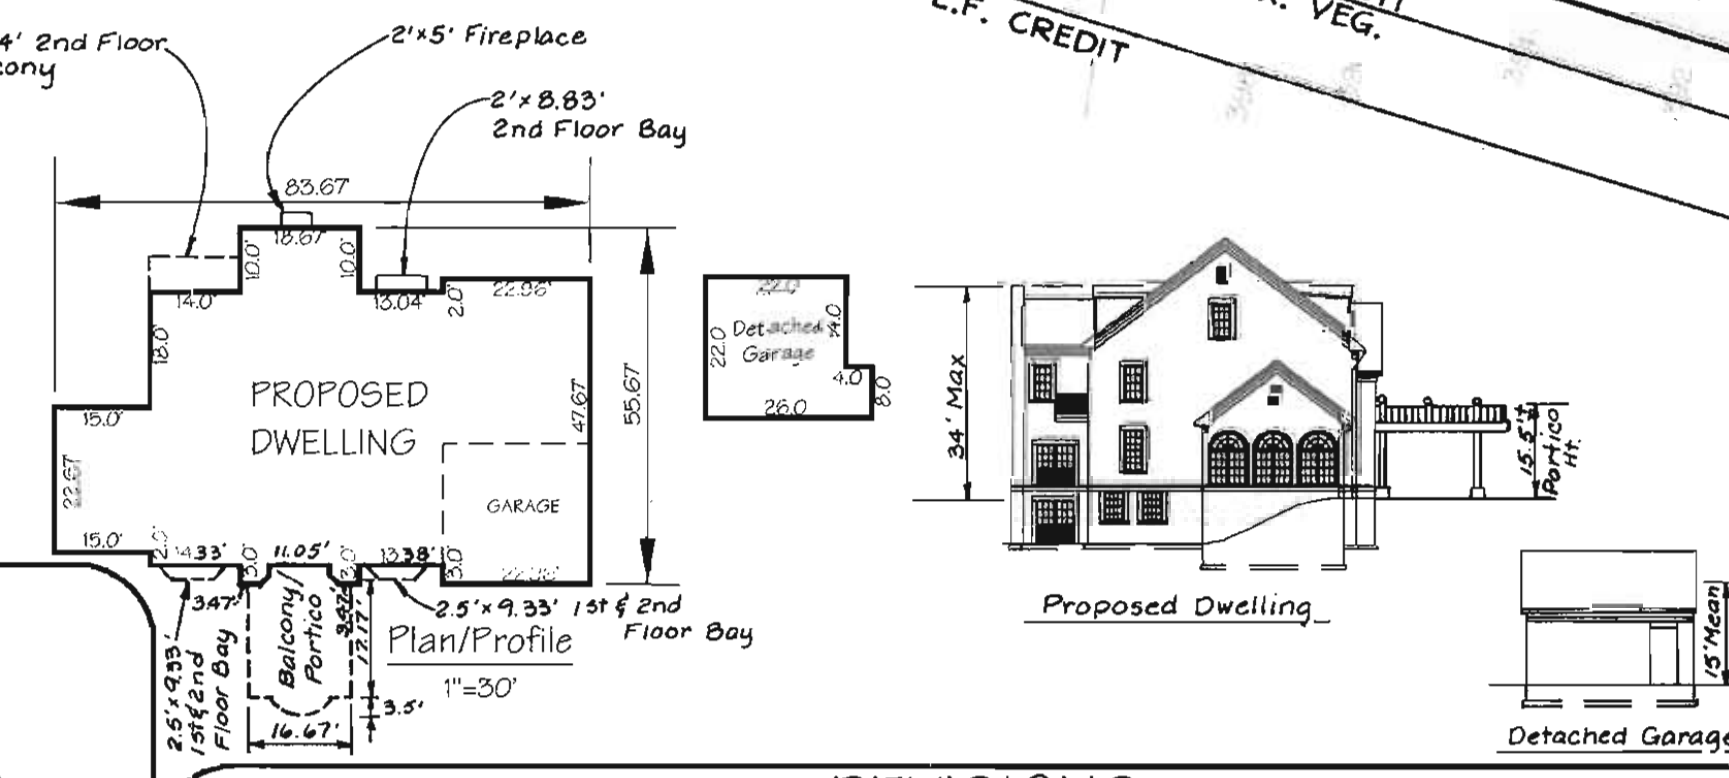 L.F. CREDIT
VEG.
4' 2nd Floor
cony
2'x5' Fireplace
2'x8.83'
2nd Floor Bay
83.67'
18.67'
10.0'
10.0'
14.0'
13.04'
2.0'
22.96'
18.0'
PROPOSED
DWELLING
15.0'
22.67'
47.67'
55.67'
GARAGE
15.0'
2.0'
14.33'
3.0'
11.05'
3.0'
13.38'
3.0'
3.47'
2.5'x9.33'
1st & 2nd
Floor Bay
Balcony/
Portico
3.47'
17.17'
3.5'
16.67'
2.5'x9.33' 1st & 2nd
Floor Bay
Plan/Profile
1"=30'
22.0
22.0
Detached
Garage
4.0
8.0
26.0
34' Max
15.5'±
Portico
Ht.
Proposed Dwelling
15' Mean
Detached Garage